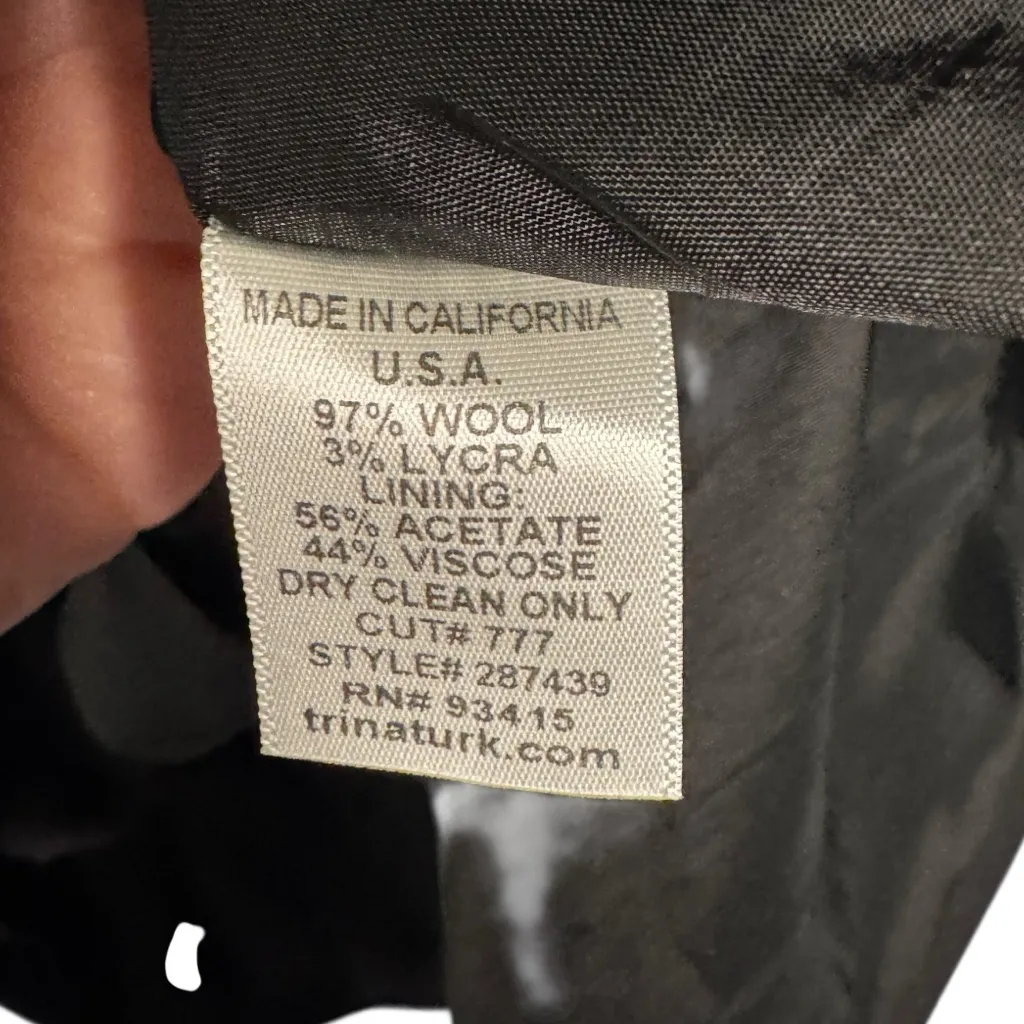 MADE IN CALIFORNIA
U.S.A.
97% WOOL
3% LYCRA
LINING:
56% ACETATE
44% VISCOSE
DRY CLEAN ONLY
CUT# 777
STYLE# 287439
RN# 93415
trinaturk.com